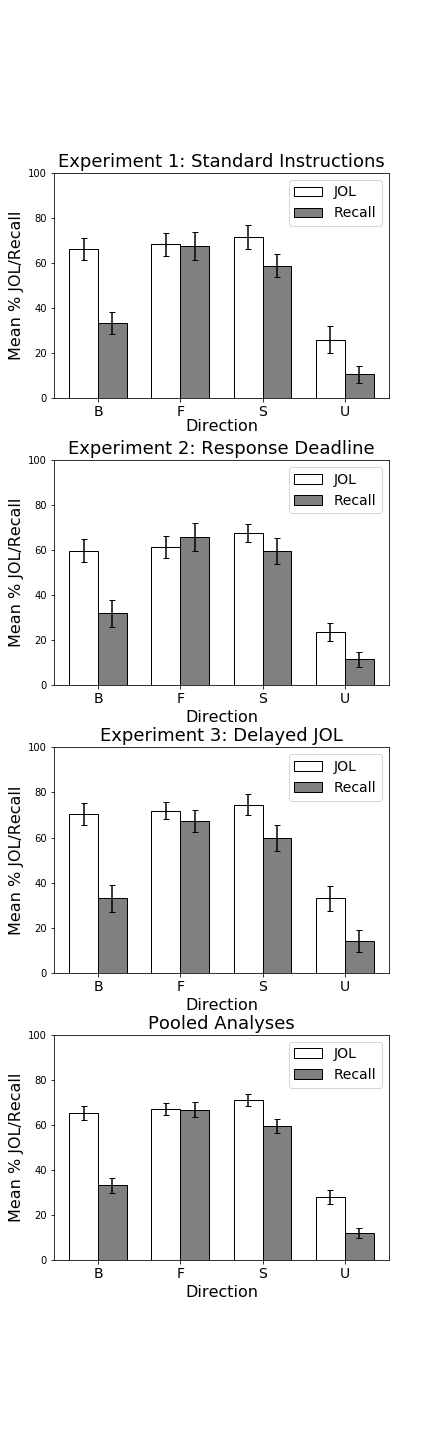 Experiment 1: Standard Instructions
100
80
60
40
20
0
Mean % JOL/Recall
JOL
Recall
B F S U
Direction
Experiment 2: Response Deadline
100
80
60
40
20
0
Mean % JOL/Recall
JOL
Recall
B F S U
Direction
Experiment 3: Delayed JOL
100
80
60
40
20
0
Mean % JOL/Recall
JOL
Recall
B F S U
Direction
Pooled Analyses
100
80
60
40
20
0
Mean % JOL/Recall
JOL
Recall
B F S U
Direction